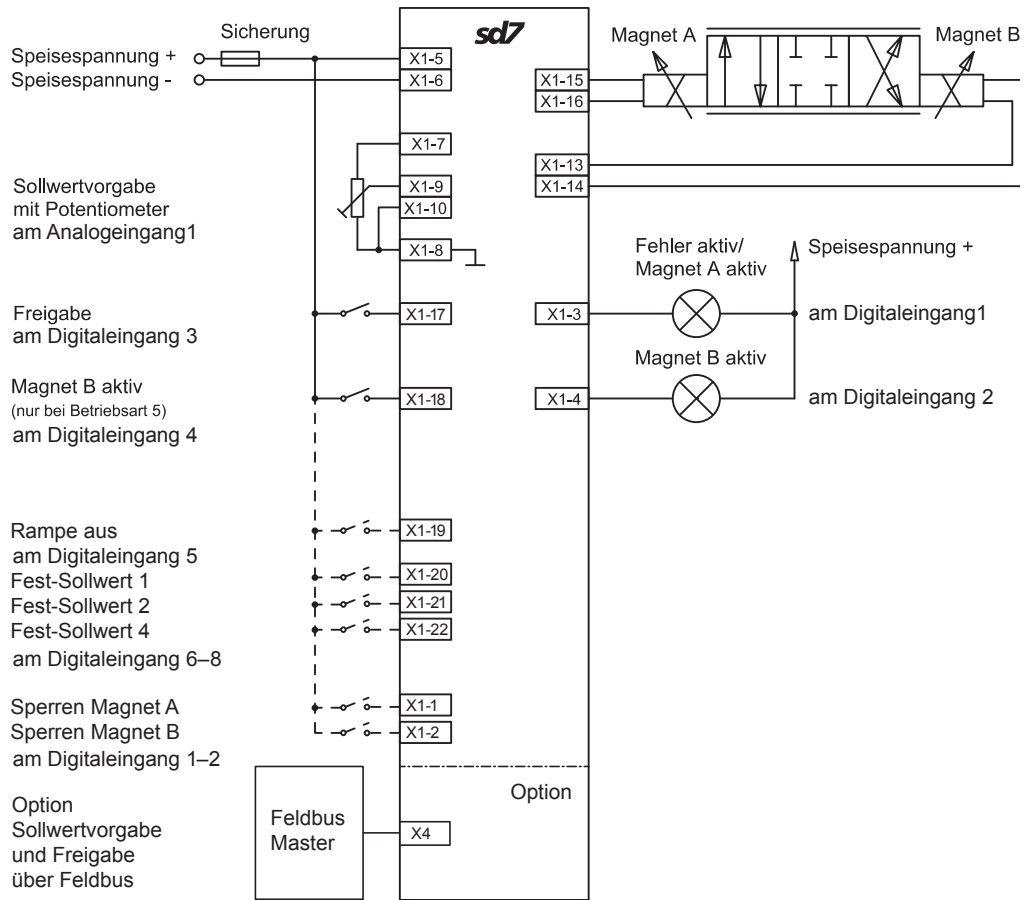 sd7
Sicherung
Speisespannung +
Speisespannung -
X1-5
X1-6
Magnet A
Magnet B
X1-15
X1-16
X1-13
X1-14
X1-7
X1-9
X1-10
X1-8
Sollwertvorgabe
mit Potentiometer
am Analogeingang1
Fehler aktiv/
Magnet A aktiv
Speisespannung +
Freigabe
am Digitaleingang 3
X1-17
X1-3
am Digitaleingang1
Magnet B aktiv
Magnet B aktiv
(nur bei Betriebsart 5)
am Digitaleingang 4
X1-18
X1-4
am Digitaleingang 2
Rampe aus
am Digitaleingang 5
X1-19
Fest-Sollwert 1
X1-20
Fest-Sollwert 2
X1-21
Fest-Sollwert 4
X1-22
am Digitaleingang 6–8
Sperren Magnet A
X1-1
Sperren Magnet B
X1-2
am Digitaleingang 1–2
Option
Option
Sollwertvorgabe
und Freigabe
über Feldbus
Feldbus
Master
X4